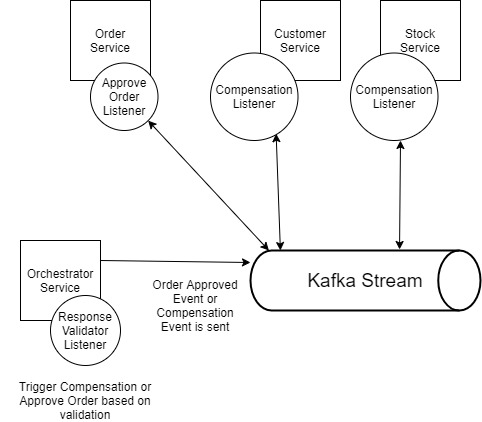 Order
Service
Approve
Order
Listener
Customer
Service
Compensation
Listener
Stock
Service
Compensation
Listener
Orchestrator
Service
Response
Validator
Listener
Trigger Compensation or
Approve Order based on
validation
Order Approved
Event or
Compensation
Event is sent
Kafka Stream